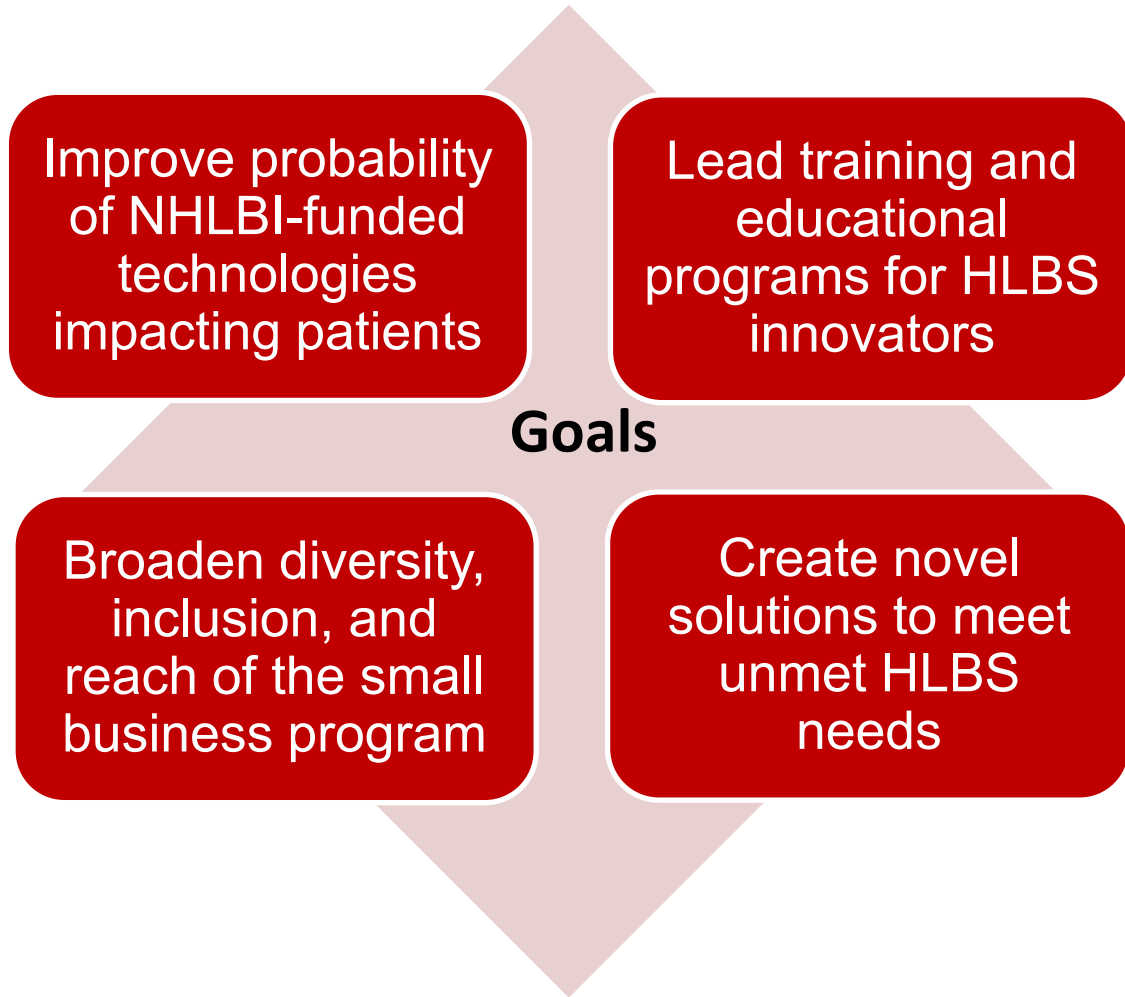 Improve probability
of NHLBI-funded
technologies
impacting patients
Lead training and
educational
programs for HLBS
innovators
Goals
Broaden diversity,
inclusion, and
reach of the small
business program
Create novel
solutions to meet
unmet HLBS
needs